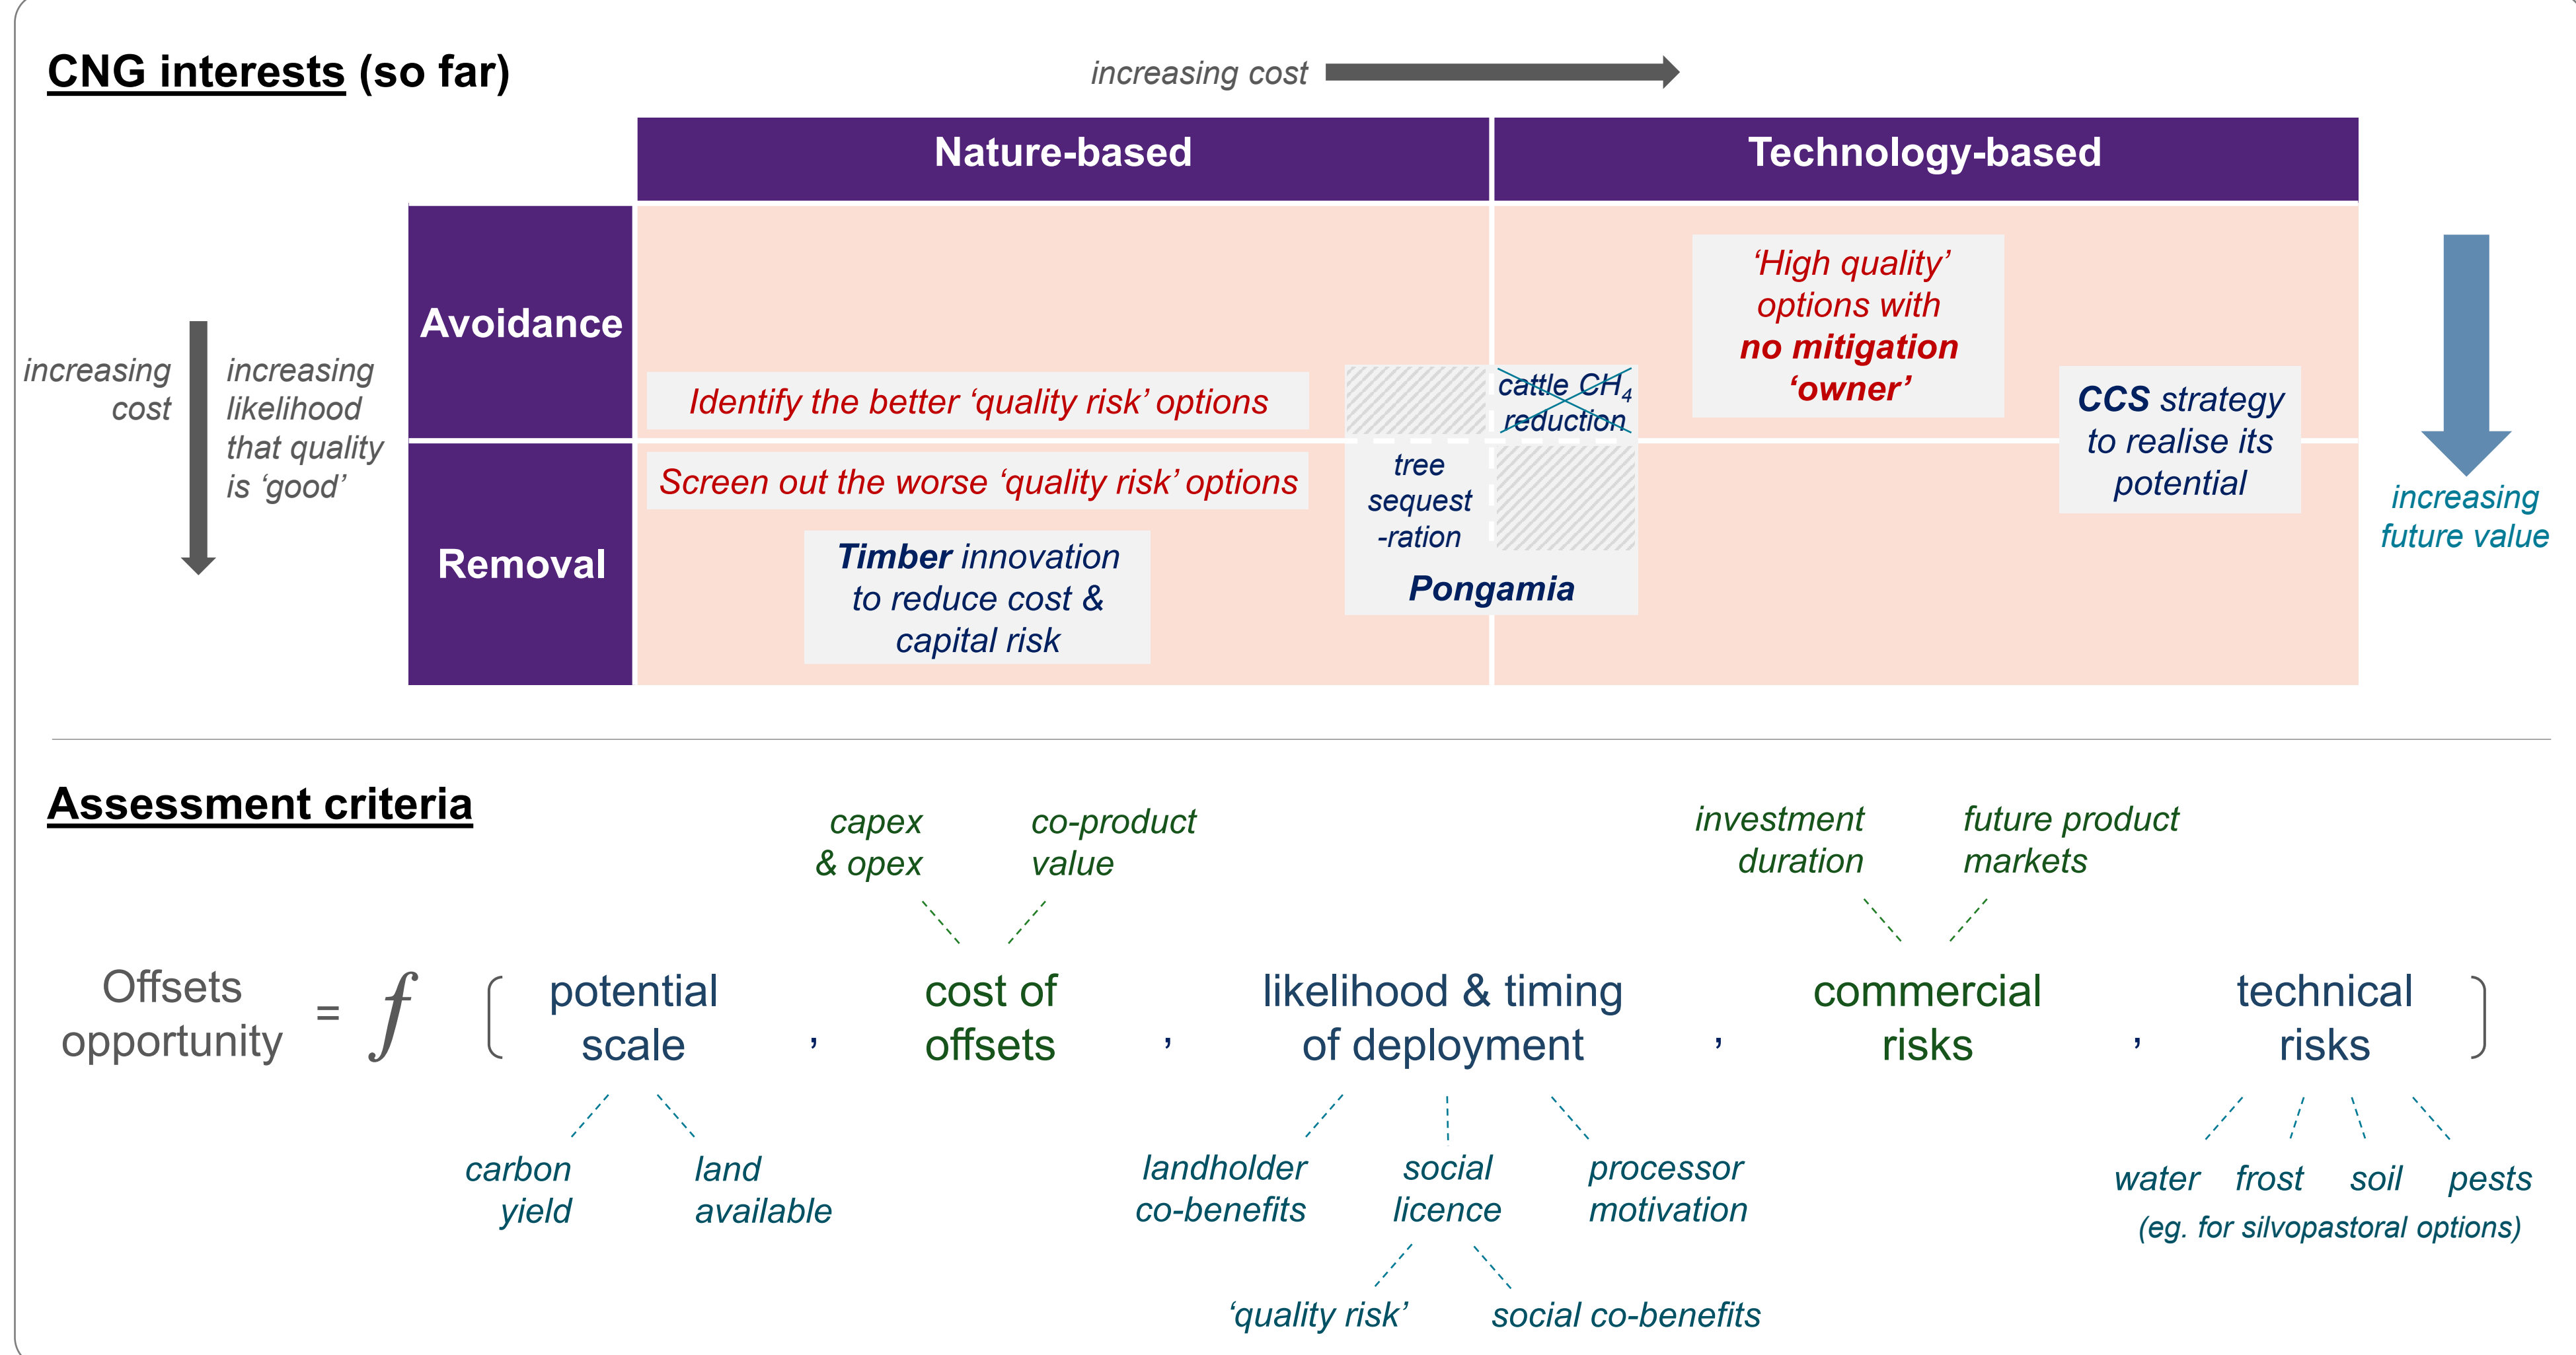 CNG interests (so far)
increasing cost
Nature-based
Technology-based
Avoidance
Removal
increasing
cost
increasing
likelihood
that quality
is ‘good’
Identify the better ‘quality risk’ options
Screen out the worse ‘quality risk’ options
Timber innovation
to reduce cost &
capital risk
cattle CH4
reduction
tree
sequest
-ration
Pongamia
‘High quality’
options with
no mitigation
‘owner’
CCS strategy
to realise its
potential
increasing
future value
Assessment criteria
capex
& opex
co-product
value
investment
duration
future product
markets
Offsets
opportunity
= f (
potential
scale
,
cost of
offsets
,
likelihood & timing
of deployment
,
commercial
risks
,
technical
risks
)
carbon
yield
land
available
landholder
co-benefits
social
licence
processor
motivation
water frost soil pests
(eg. for silvopastoral options)
‘quality risk’
social co-benefits